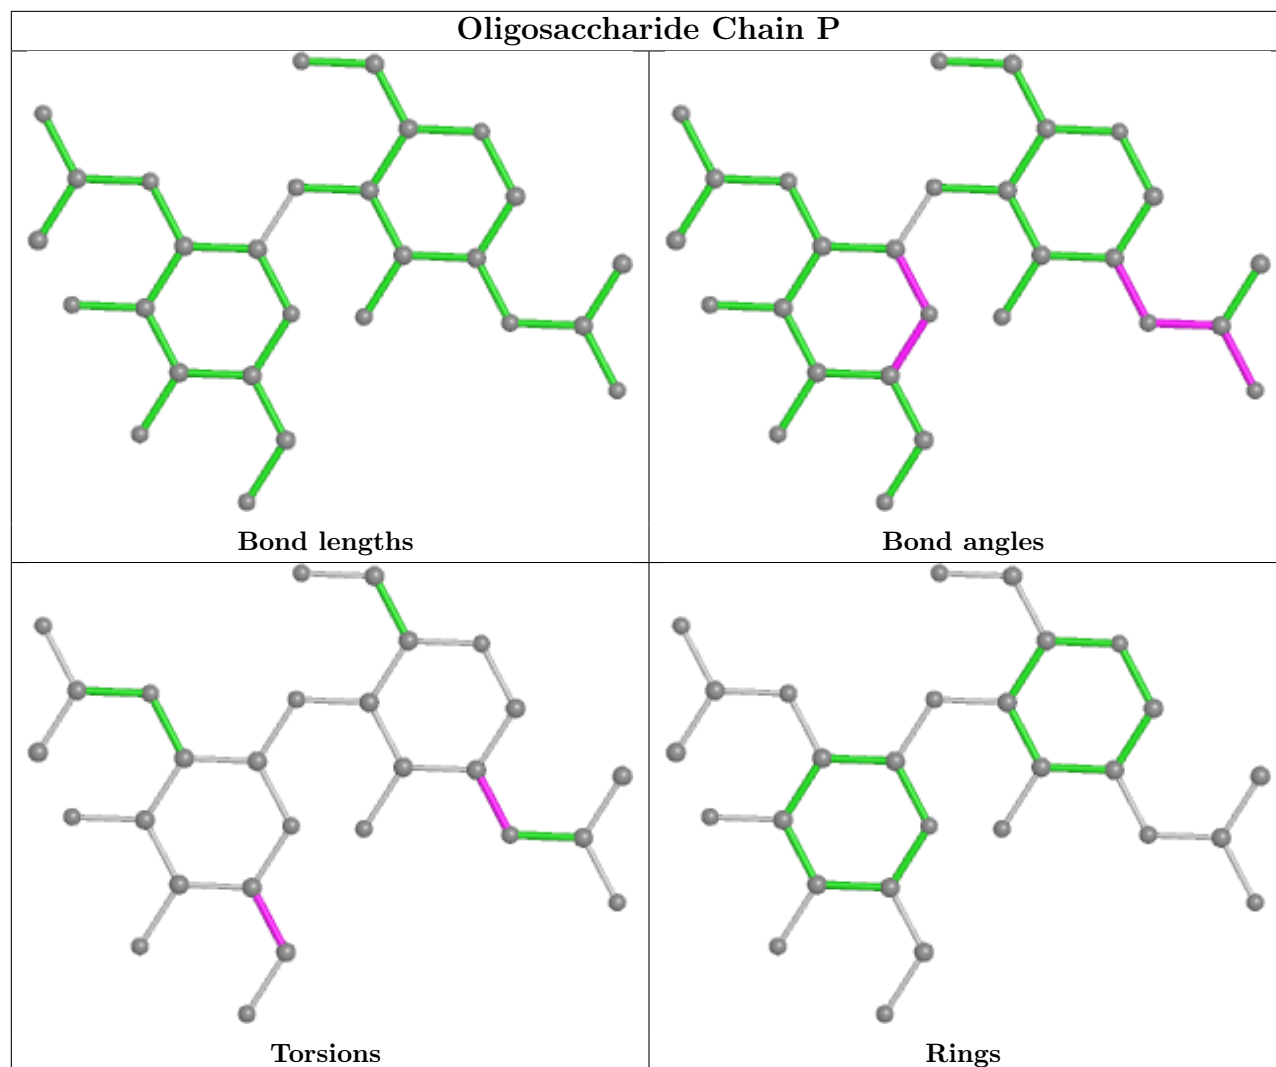 Oligosaccharide Chain P
Bond lengths
Bond angles
Torsions
Rings